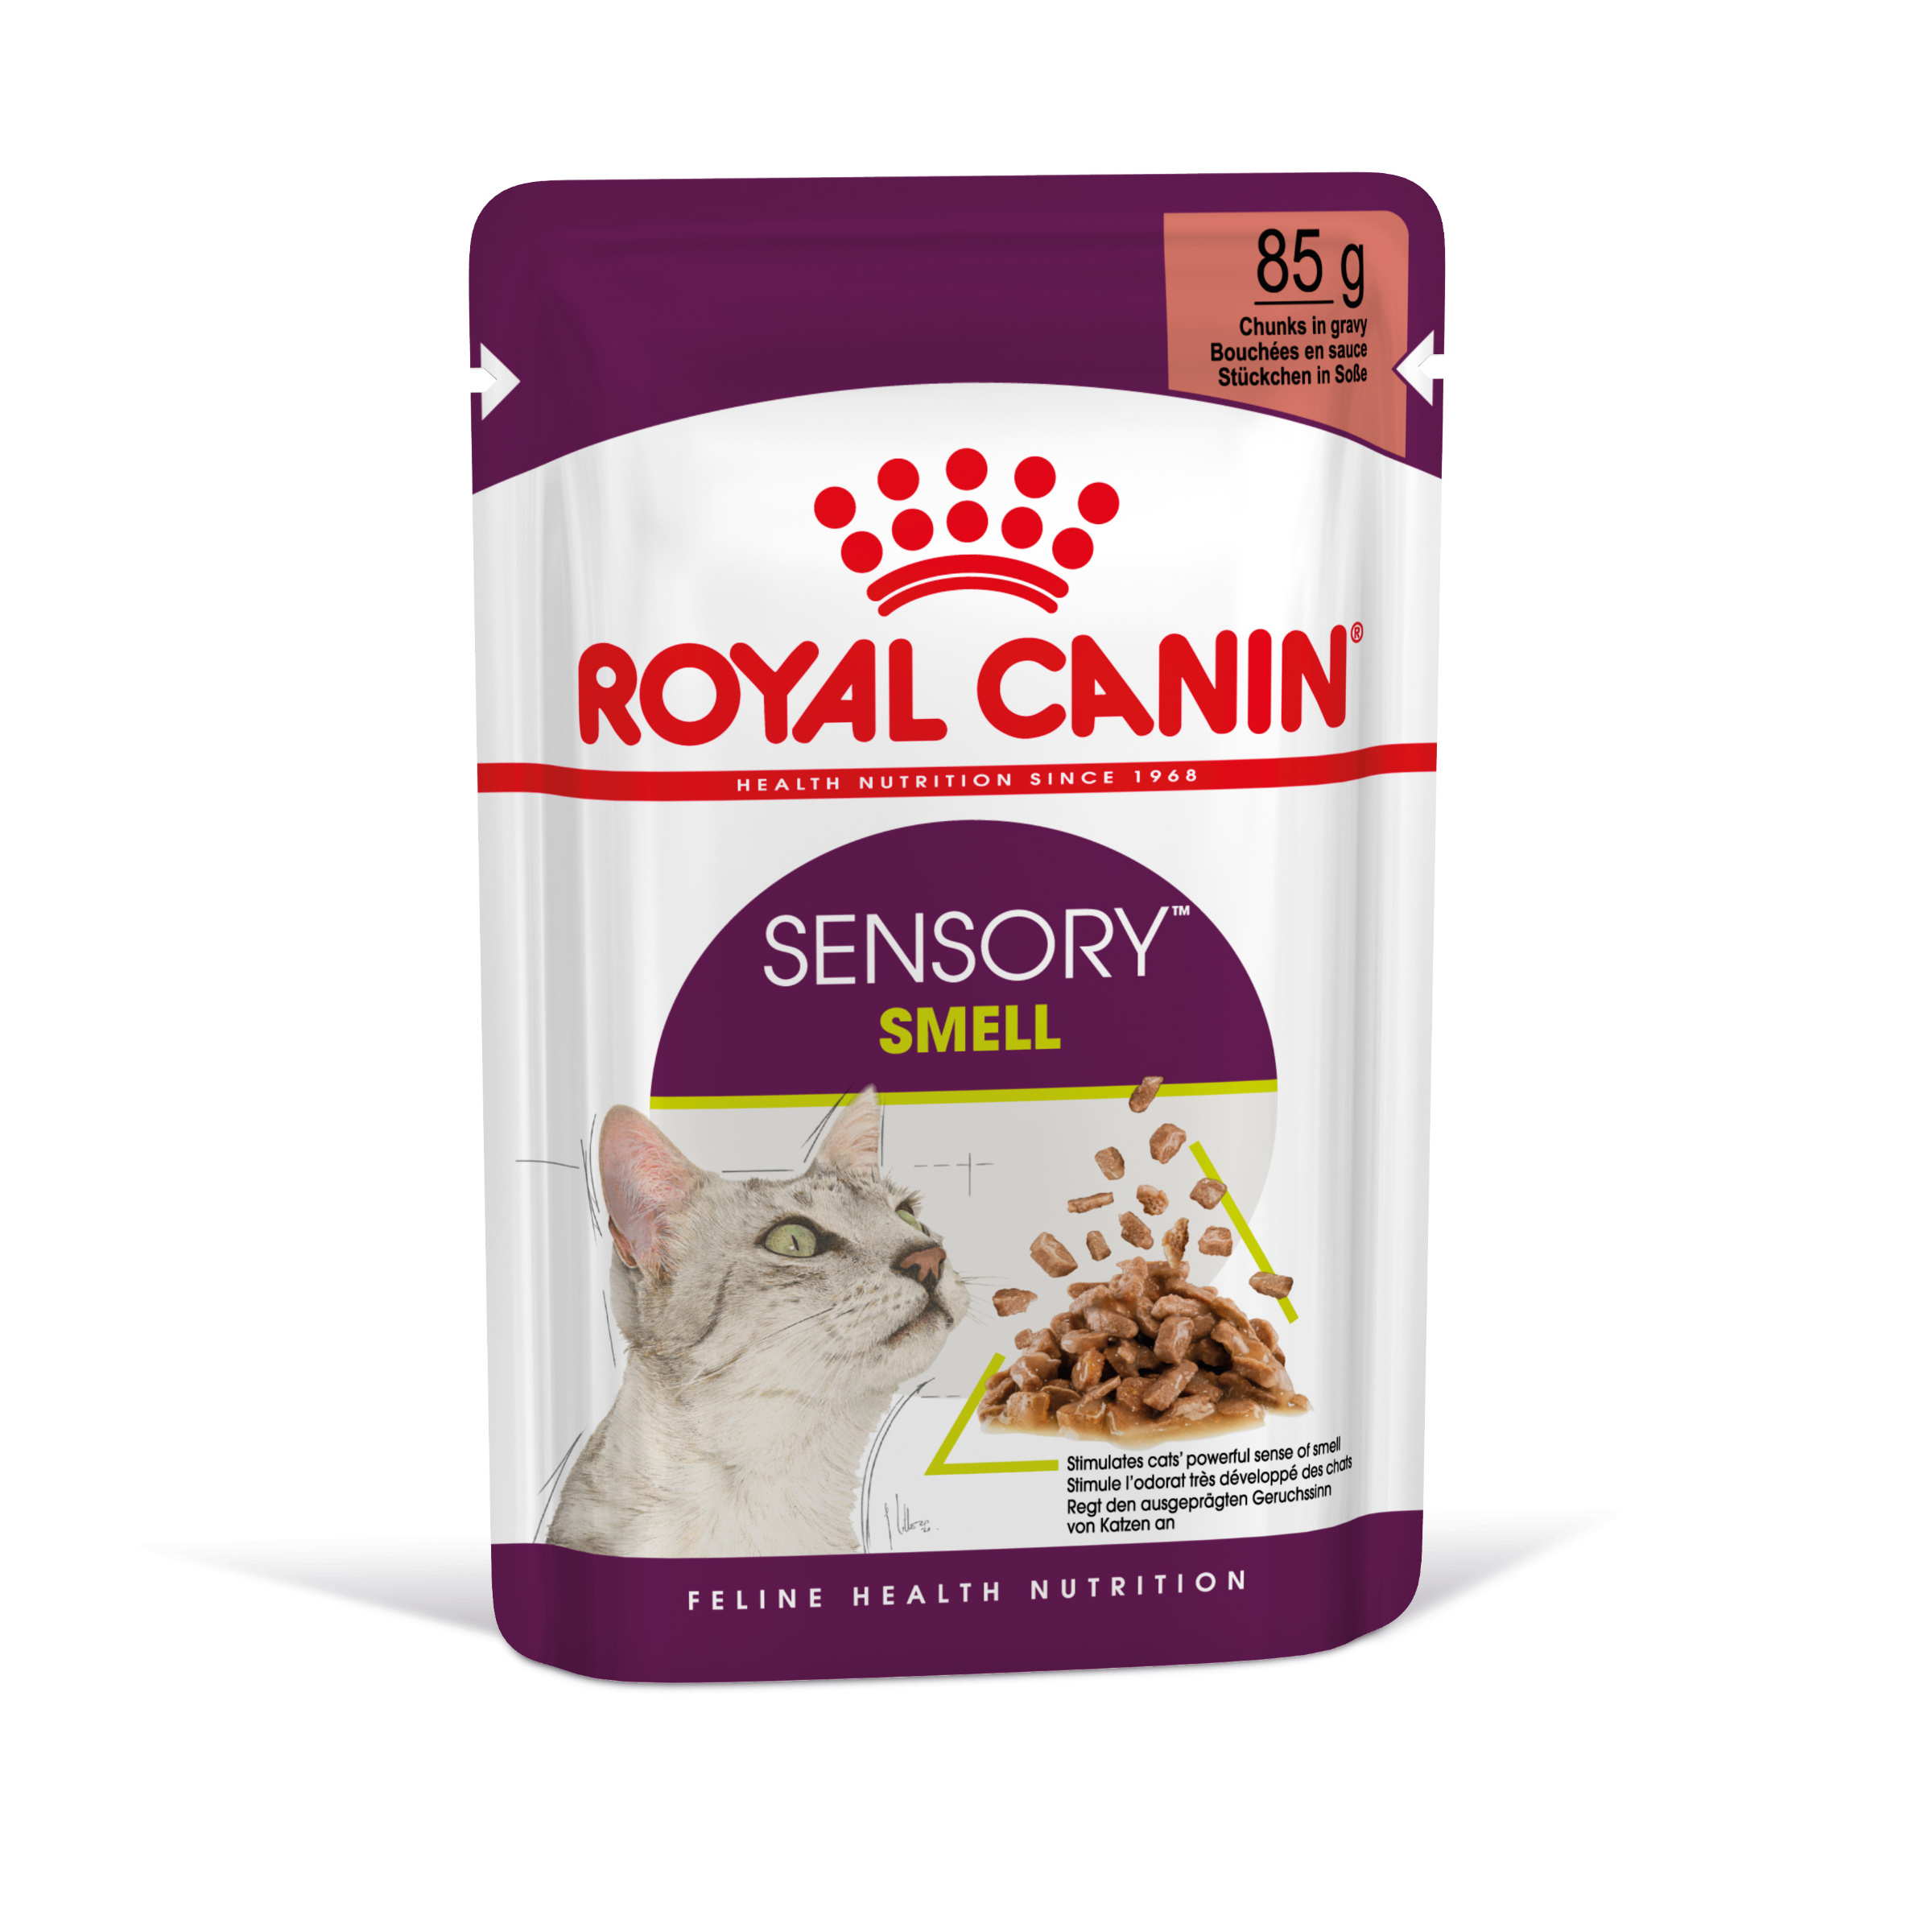 85 g
Chunks in gravy
Bouchées en sauce
Stückchen in Soße
ROYAL CANIN®
HEALTH NUTRITION SINCE 1968
SENSORY™
SMELL
Stimulates cats' powerful sense of smell
Stimule l'odorat très développé des chats
Regt den ausgeprägten Geruchssinn
von Katzen an
FELINE HEALTH NUTRITION